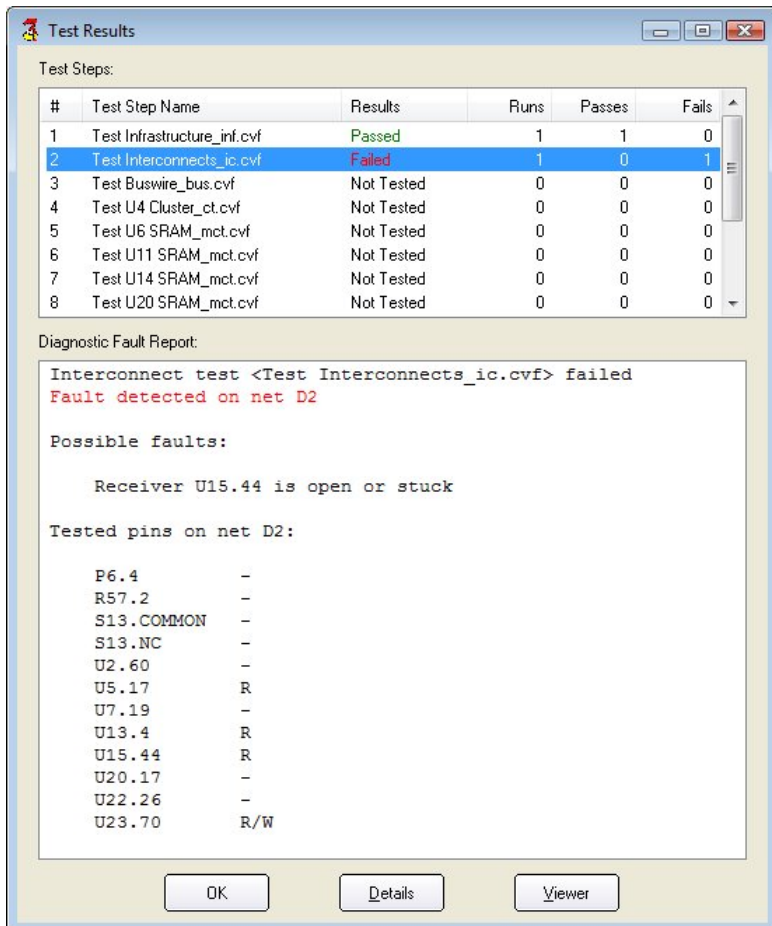 Test Results
Test Steps:
# Test Step Name Results Runs Passes Fails
1 Test Infrastructure_inf.cvf Passed 1 1 0
2 Test Interconnects_ic.cvf Failed 1 0 1
3 Test Buswire_bus.cvf Not Tested 0 0 0
4 Test U4 Cluster_ct.cvf Not Tested 0 0 0
5 Test U6 SRAM_mct.cvf Not Tested 0 0 0
6 Test U11 SRAM_mct.cvf Not Tested 0 0 0
7 Test U14 SRAM_mct.cvf Not Tested 0 0 0
8 Test U20 SRAM_mct.cvf Not Tested 0 0 0
Diagnostic Fault Report:
Interconnect test <Test Interconnects_ic.cvf> failed
Fault detected on net D2
Possible faults:
Receiver U15.44 is open or stuck
Tested pins on net D2:
P6.4 -
R57.2 -
S13.COMMON -
S13.NC -
U2.60 -
U5.17 R
U7.19 -
U13.4 R
U15.44 R
U20.17 -
U22.26 -
U23.70 R/W
OK Details Viewer